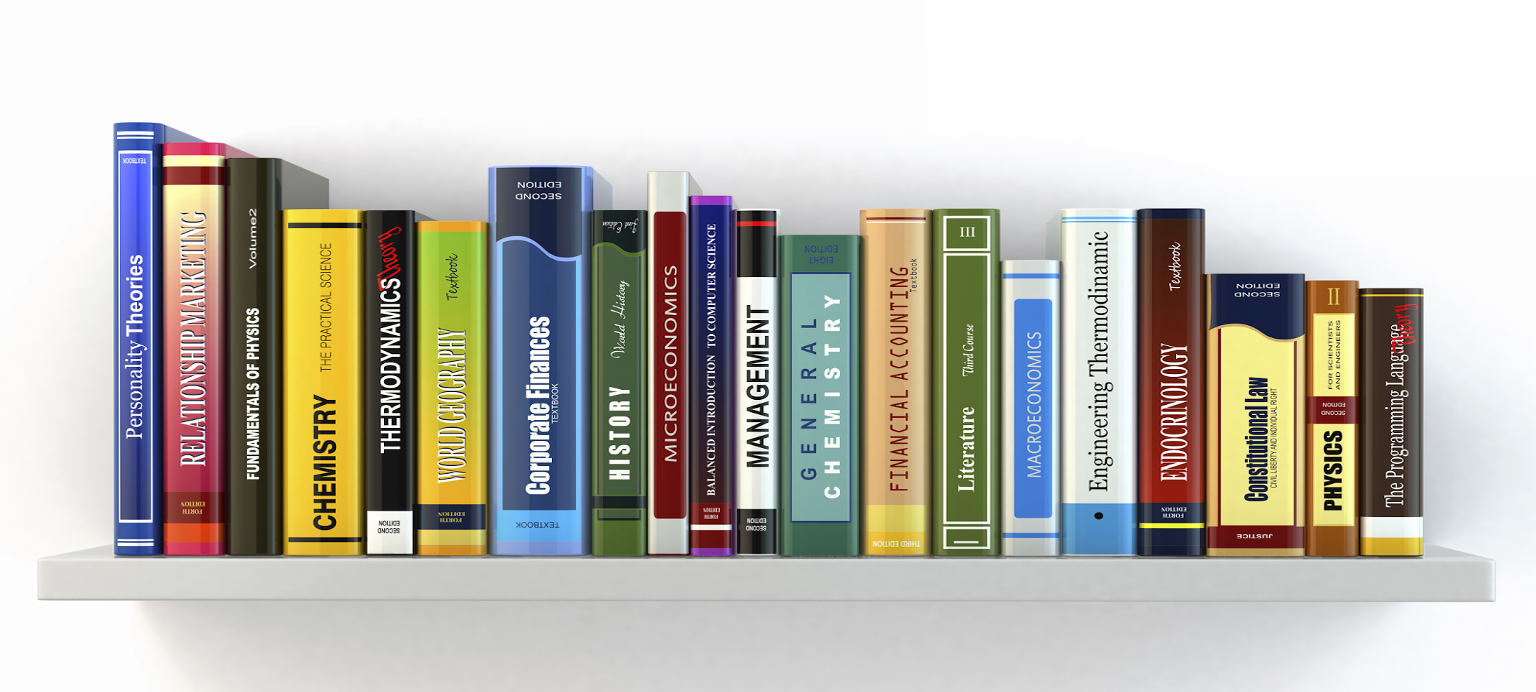 TEXTBOOK
Personality Theories
RELATIONSHIP MARKETING
FORTH
EDITION
Volume2
FUNDAMENTALS OF PHYSICS
CHEMISTRY
THE PRACTICAL SCIENCE
THERMODYNAMICS
theory
SECOND
EDITION
WORLD GEOGRAPHY
Textbook
FORTH
EDITION
SECOND
EDITION
Corporate Finances
TEXTBOOK
TEXTBOOK
First Edition
World History
HISTORY
MICROECONOMICS
BALANCED INTRODUCTION TO COMPUTER SCIENCE
FORTH
EDITION
MANAGEMENT
SECOND
EDITION
EIGHT
EDITION
GENERAL
CHEMISTRY
FINANCIAL ACCOUNTING
Textbook
THIRD EDITION
III
Literature
Third Course
MACROECONOMICS
Engineering Thermodinamic
ENDOCRINOLOGY
Textbook
FORTH
EDITION
SECOND
EDITION
Constitutional Law
CIVIL LIBERTY AND INDIVIDUAL RIGHT
JUSTICE
II
FOR SCIENTISTS
AND ENGINEERS
SECOND
EDITION
PHYSICS
The Programming Language
theory